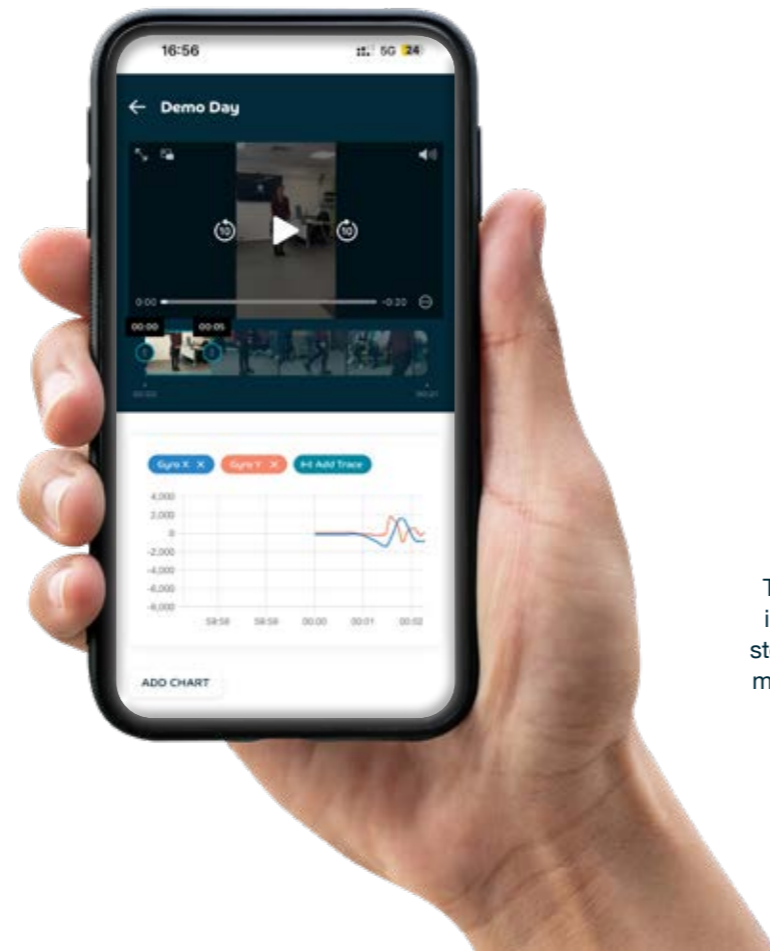 16:56 5G 24
Demo Day
10 10
0:00 -0:20
00:00 00:05
Gyro X X Gyro Y X Add Trace
4,000
2,000
0
-2,000
-4,000
-6,000
-8,000
59:58 59:59 00:00 00:01 00:02
ADD CHART
T
i
st
m